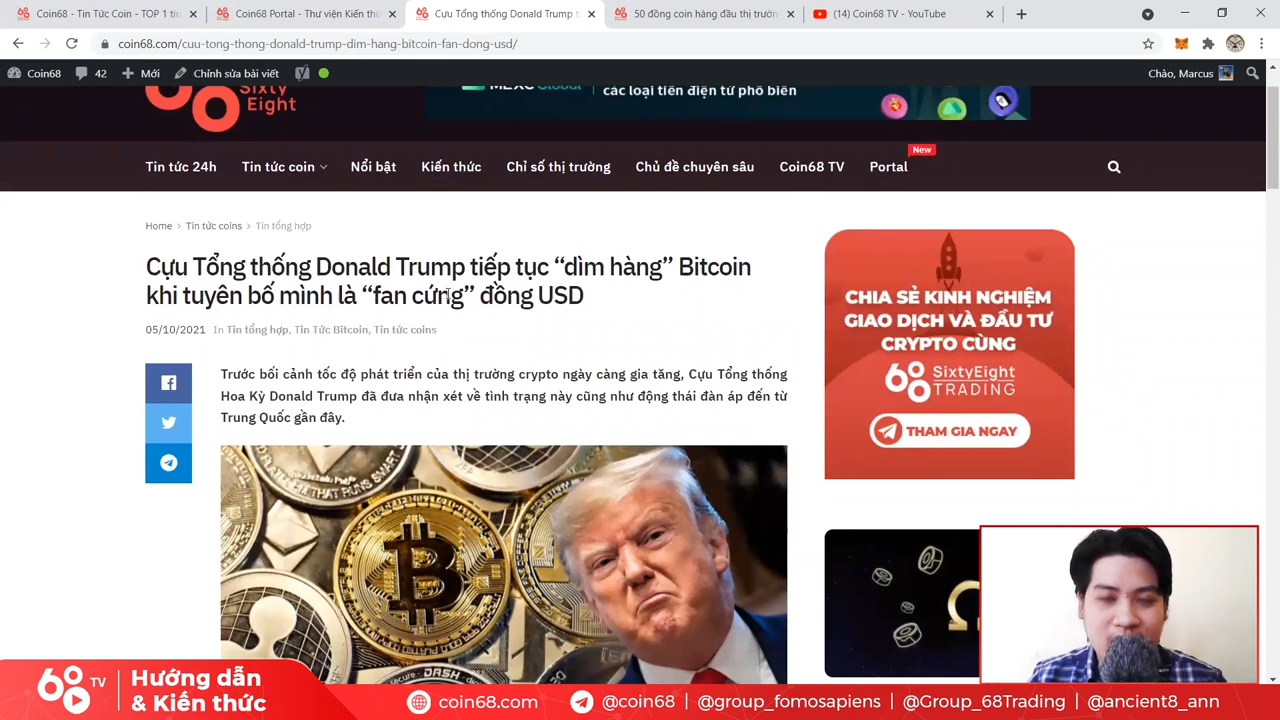 Coin68 - Tin Tức Coin - TOP 1 tin
Coin68 Portal - Thư viện Kiến thứ
Cựu Tổng thống Donald Trump t
50 đồng coin hàng đầu thị trườn
(14) Coin68 TV - YouTube
coin68.com/cuu-tong-thong-donald-trump-dim-hang-bitcoin-fan-dong-usd/
Coin68 42 Mới Chỉnh sửa bài viết
Chào, Marcus
Sixty
Eight
MEXC Global
các loại tiền điện tử phổ biến
New
Tin tức 24h Tin tức coin Nổi bật Kiến thức Chỉ số thị trường Chủ đề chuyên sâu Coin68 TV Portal
Home > Tin tức coins > Tin tổng hợp
Cựu Tổng thống Donald Trump tiếp tục “dìm hàng” Bitcoin
khi tuyên bố mình là “fan cứng” đồng USD
05/10/2021 In Tin tổng hợp, Tin Tức Bitcoin, Tin tức coins
Trước bối cảnh tốc độ phát triển của thị trường crypto ngày càng gia tăng, Cựu Tổng thống
Hoa Kỳ Donald Trump đã đưa nhận xét về tình trạng này cũng như động thái đàn áp đến từ
Trung Quốc gần đây.
CHIA SẺ KINH NGHIỆM
GIAO DỊCH VÀ ĐẦU TƯ
CRYPTO CÙNG
68 SixtyEight
TRADING
THAM GIA NGAY
DASH
68 TV
Hướng dẫn
& Kiến thức
coin68.com
@coin68 | @group_fomosapiens | @Group_68Trading | @ancient8_ann